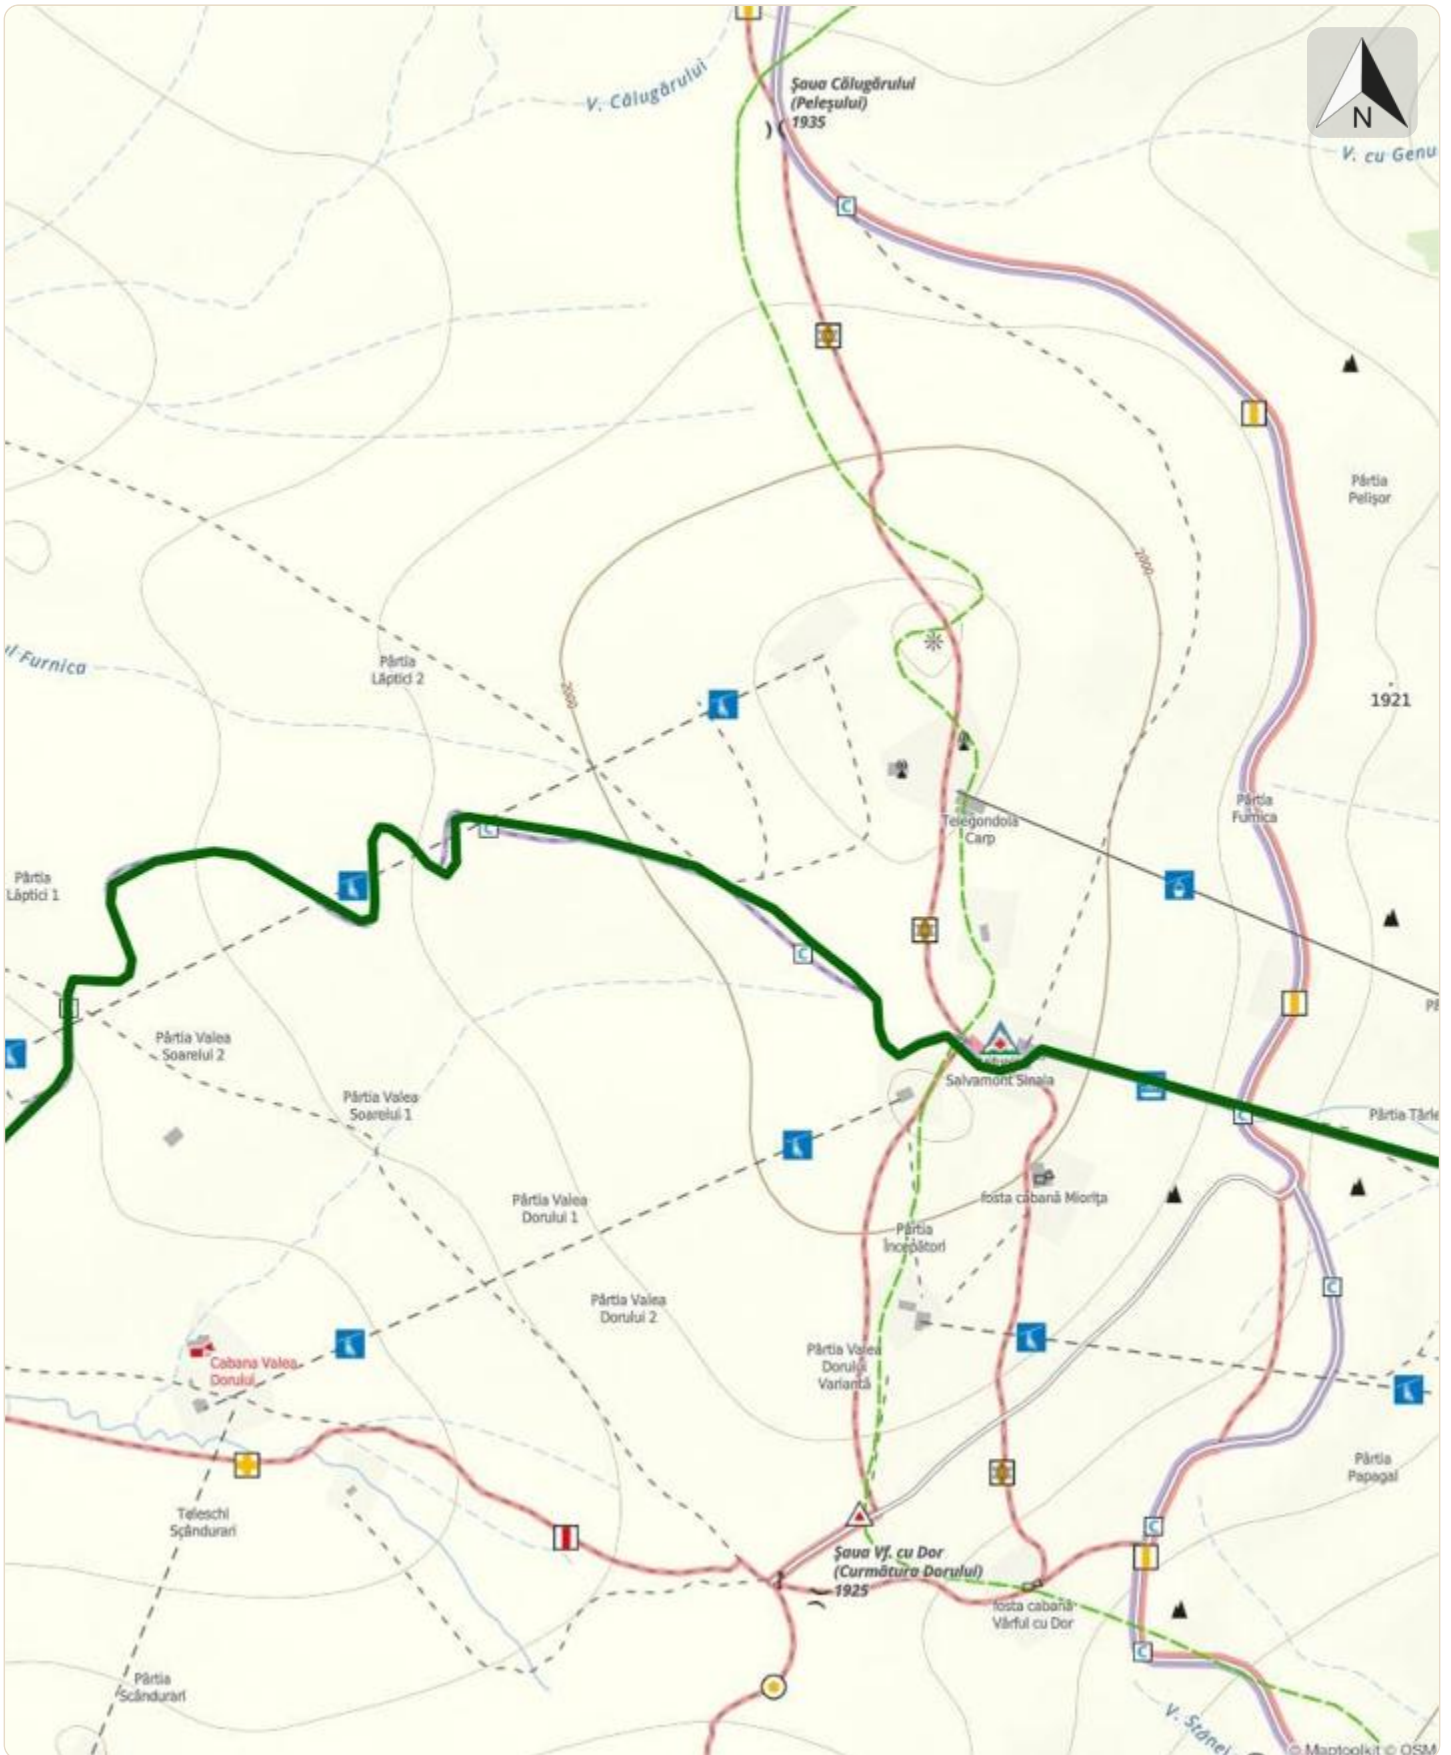 V. Călugărului
Şaua Călugărului
(Peleşului)
1935
N
V. cu Genu
Pârtia
Pelişor
2000
Furnica
Pârtia
Lăptici 2
2000
1921
Pârtia
Furnica
Telegondola
Carp
Pârtia
Lăptici 1
C
C
C
Pârtia Valea
Soarelui 2
Salvamont Sinaia
Pârtia Valea
Soarelui 1
C
Pârtia Târle
fosta cabană Mioriţa
Pârtia Valea
Dorului 1
Pârtia
Începători
C
Pârtia Valea
Dorului 2
Cabana Valea
Dorului
Pârtia Valea
Dorului
Variantă
Pârtia
Papagal
Teleschi
Scândurari
C
Şaua Vf. cu Dor
(Curmătura Dorului)
1925
fosta cabană
Vârful cu Dor
C
Pârtia
Scândurari
V. Stânei
© Maptoolkit © OSM